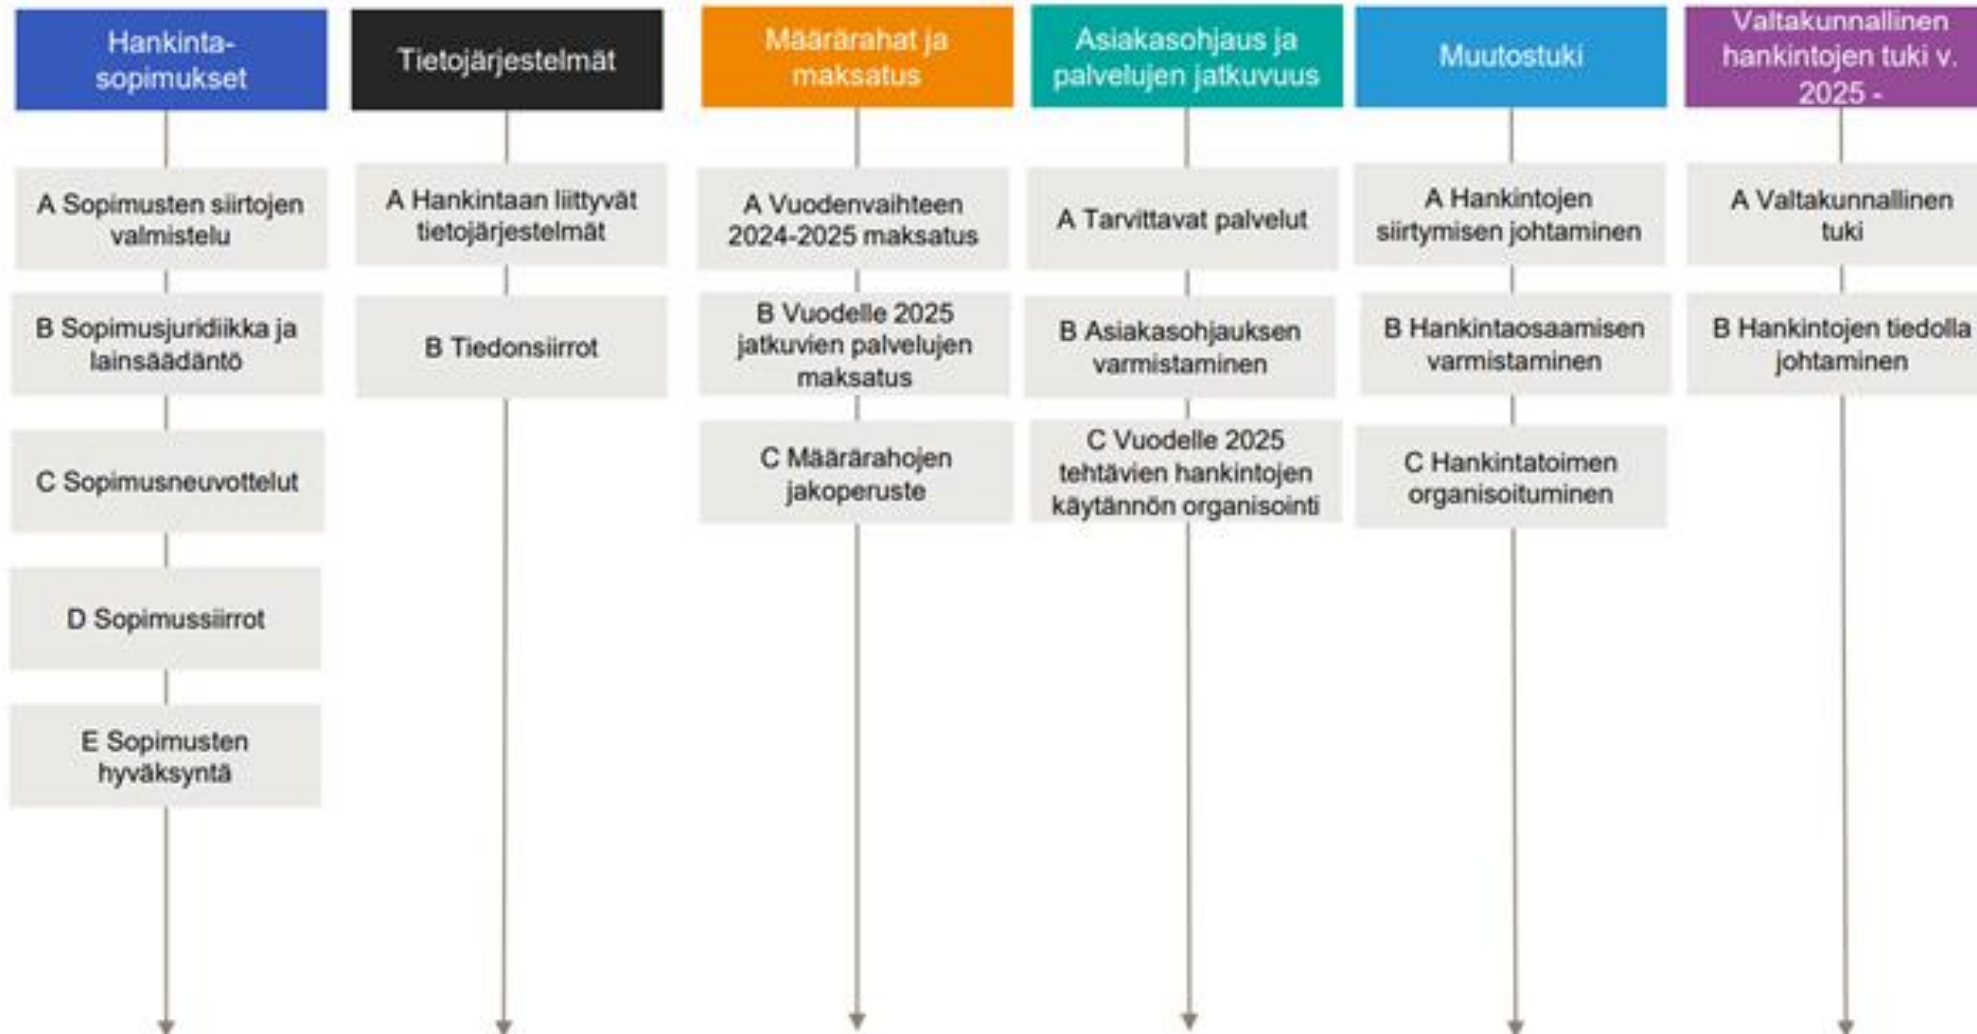 Hankinta-
sopimukset
A Sopimusten siirtojen
valmistelu
B Sopimusjuridiikka ja
lainsäädäntö
C Sopimusneuvottelut
D Sopimussiirrot
E Sopimusten
hyväksyntä
Tietojärjestelmät
A Hankintaan liittyvät
tietojärjestelmät
B Tiedonsiirrot
Määrärahat ja
maksatus
A Vuodenvaihteen
2024-2025 maksatus
B Vuodelle 2025
jatkuvien palvelujen
maksatus
C Määrärahojen
jakoperuste
Asiakasohjaus ja
palvelujen jatkuvuus
A Tarvittavat palvelut
B Asiakasohjauksen
varmistaminen
C Vuodelle 2025
tehtävien hankintojen
käytännön organisointi
Muutostuki
A Hankintojen
siirtymisen johtaminen
B Hankintaosaamisen
varmistaminen
C Hankintatoimen
organisoituminen
Valtakunnallinen
hankintojen tuki v.
2025 -
A Valtakunnallinen
tuki
B Hankintojen tiedolla
johtaminen